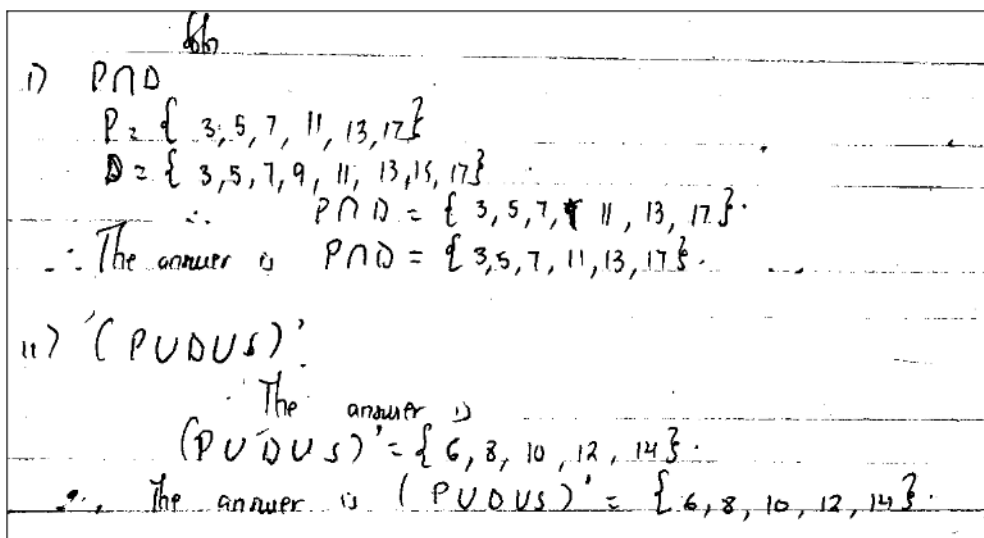 soln
i) P∩D
P = { 3, 5, 7, 11, 13, 17}
D = { 3, 5, 7, 9, 11, 13, 15, 17}
∴ P∩D = { 3, 5, 7, 11, 13, 17}.
∴ The answer is P∩D = { 3, 5, 7, 11, 13, 17}.
ii) (P∪D∪S)'
The answer is
(P∪D∪S)' = { 6, 8, 10, 12, 14}.
∴ The answer is (P∪D∪S)' = { 6, 8, 10, 12, 14}.